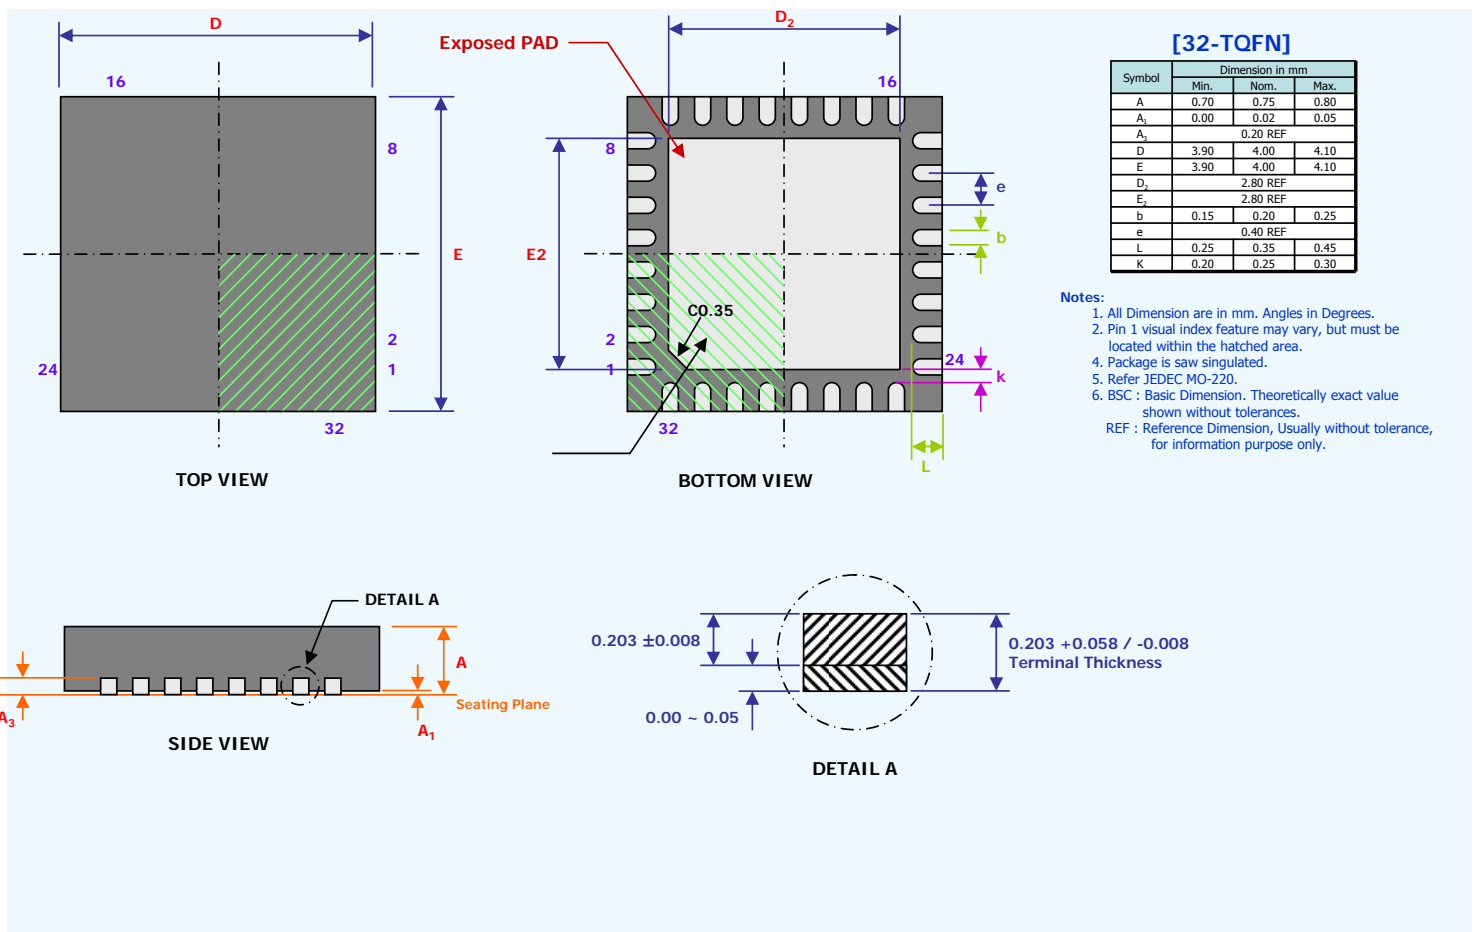 D
16
8
E
2
1
24
32
TOP VIEW
D2
Exposed PAD
16
8
e
b
E2
C0.35
2
1
24
k
32
L
BOTTOM VIEW
[32-TQFN]
Symbol Dimension in mm
Min. Nom. Max.
A 0.70 0.75 0.80
A1 0.00 0.02 0.05
A3 0.20 REF
D 3.90 4.00 4.10
E 3.90 4.00 4.10
D2 2.80 REF
E2 2.80 REF
b 0.15 0.20 0.25
e 0.40 REF
L 0.25 0.35 0.45
K 0.20 0.25 0.30
Notes:
1. All Dimension are in mm. Angles in Degrees.
2. Pin 1 visual index feature may vary, but must be
located within the hatched area.
4. Package is saw singulated.
5. Refer JEDEC MO-220.
6. BSC : Basic Dimension. Theoretically exact value
shown without tolerances.
REF : Reference Dimension, Usually without tolerance,
for information purpose only.
DETAIL A
A
Seating Plane
A3
A1
SIDE VIEW
0.203 ±0.008
0.203 +0.058 / -0.008
Terminal Thickness
0.00 ~ 0.05
DETAIL A